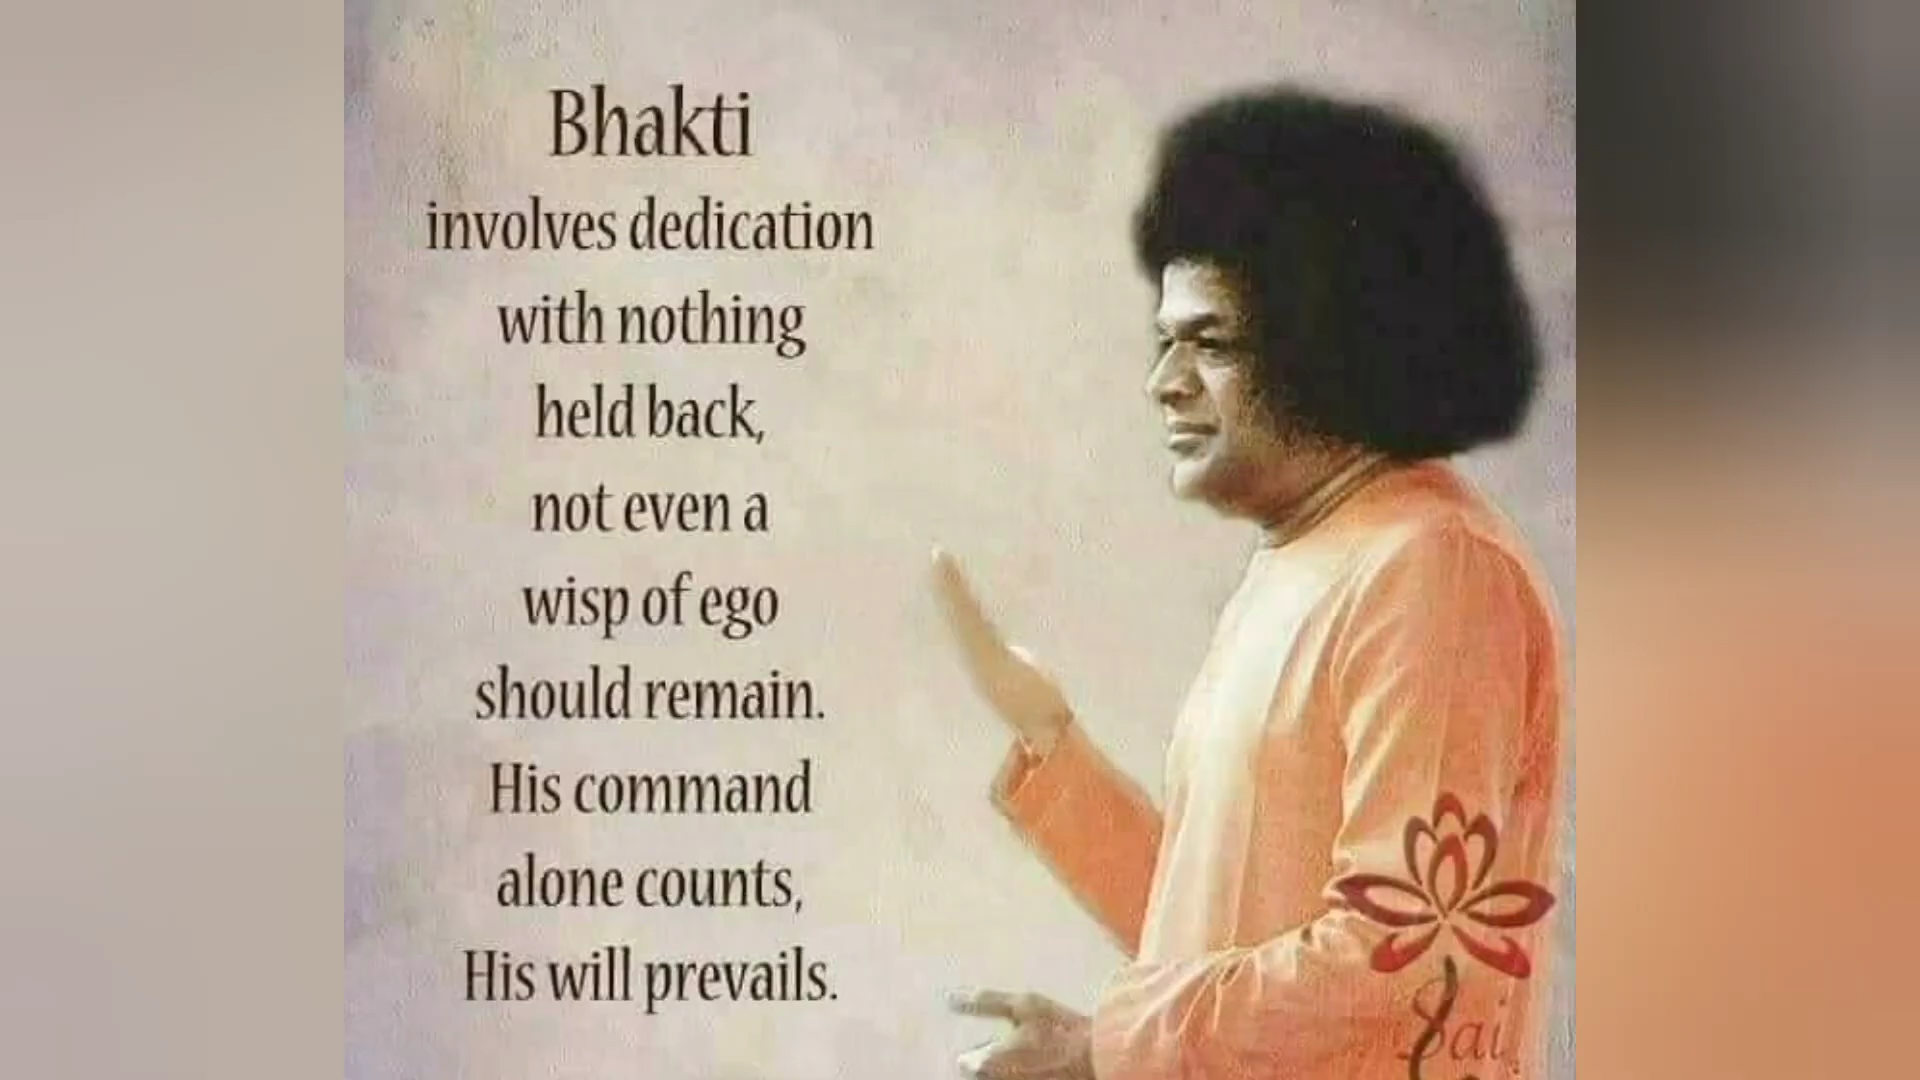 Bhakti
involves dedication
with nothing
held back,
not even a
wisp of ego
should remain.
His command
alone counts,
His will prevails.
Sai